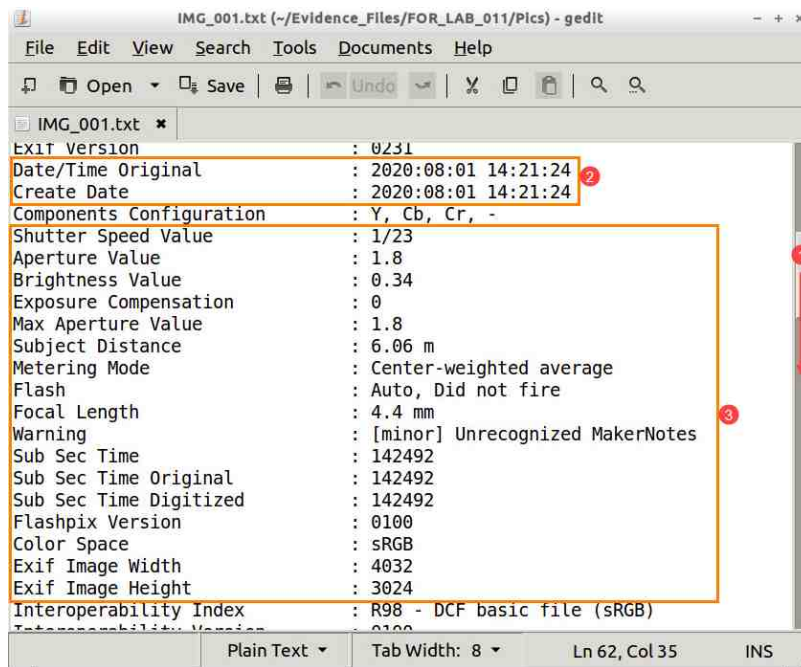 IMG_001.txt (~/Evidence_Files/FOR_LAB_011/Pics) - gedit
File Edit View Search Tools Documents Help
Open Save Undo
IMG_001.txt
Exif Version : 0231
Date/Time Original : 2020:08:01 14:21:24
2
Create Date : 2020:08:01 14:21:24
Components Configuration : Y, Cb, Cr, -
Shutter Speed Value : 1/23
Aperture Value : 1.8
Brightness Value : 0.34
Exposure Compensation : 0
Max Aperture Value : 1.8
Subject Distance : 6.06 m
Metering Mode : Center-weighted average
Flash : Auto, Did not fire
Focal Length : 4.4 mm
3
Warning : [minor] Unrecognized MakerNotes
Sub Sec Time : 142492
Sub Sec Time Original : 142492
Sub Sec Time Digitized : 142492
Flashpix Version : 0100
Color Space : sRGB
Exif Image Width : 4032
Exif Image Height : 3024
Interoperability Index : R98 - DCF basic file (sRGB)
Plain Text Tab Width: 8 Ln 62, Col 35 INS